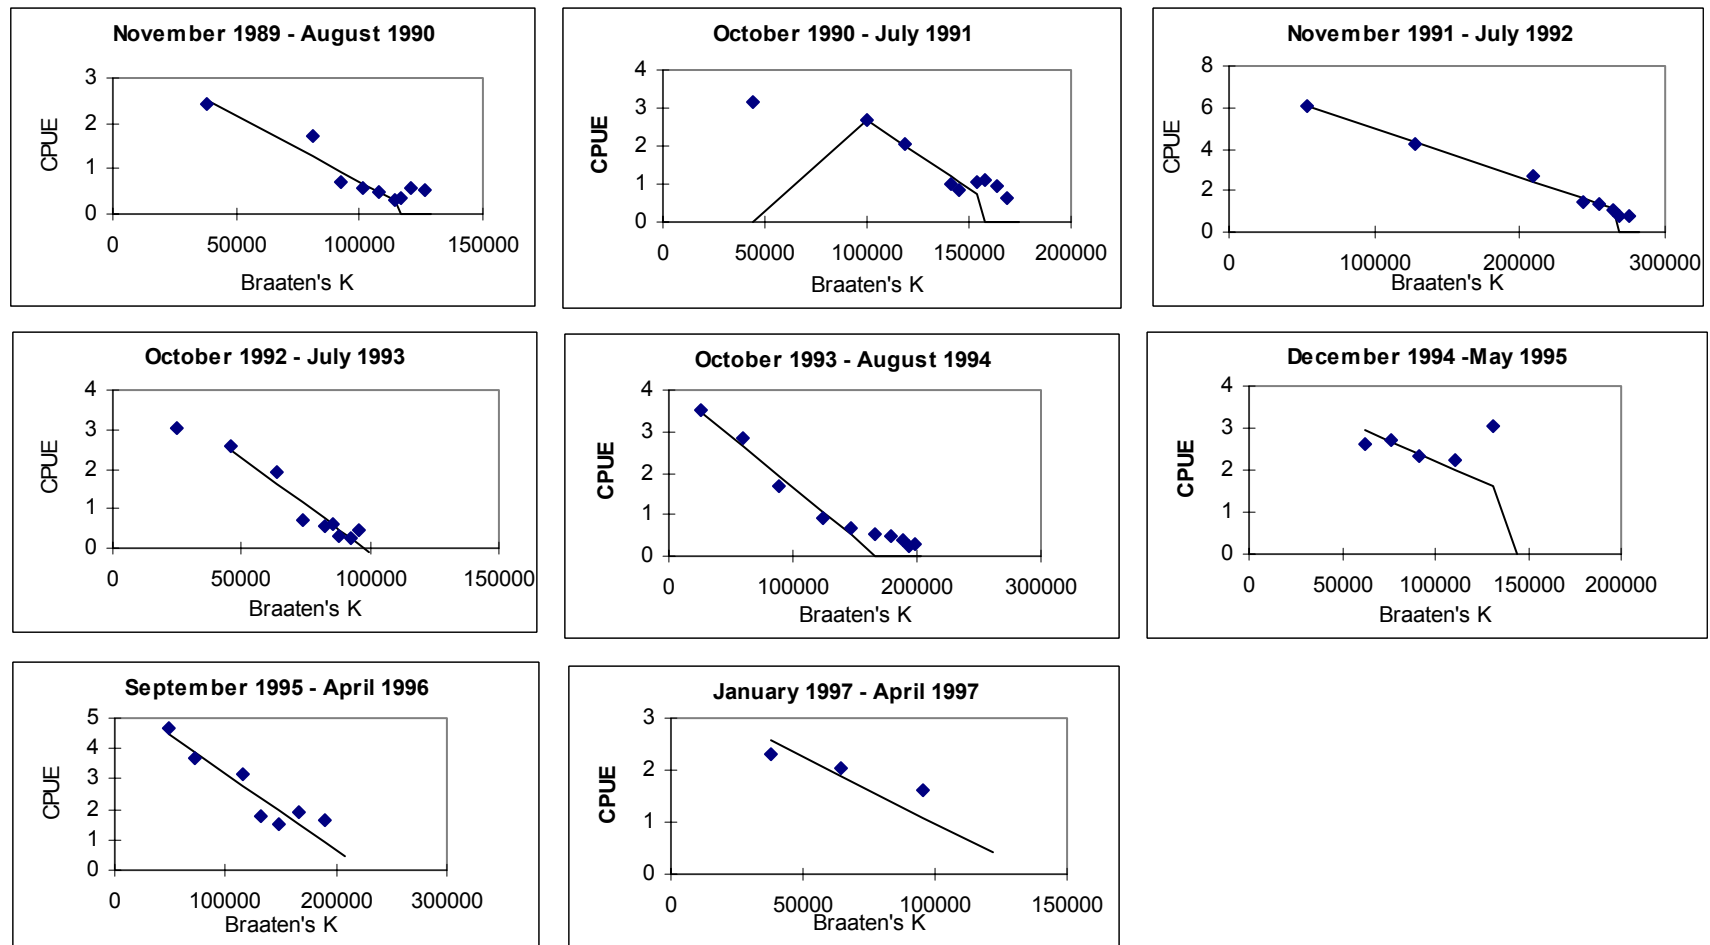 November 1989 - August 1990
3
2
1
0
CPUE
0 50000 100000 150000
Braaten's K
October 1990 - July 1991
4
3
2
1
0
CPUE
0 50000 100000 150000 200000
Braaten's K
November 1991 - July 1992
8
6
4
2
0
CPUE
0 100000 200000 300000
Braaten's K
October 1992 - July 1993
4
3
2
1
0
CPUE
0 50000 100000 150000
Braaten's K
October 1993 - August 1994
4
3
2
1
0
CPUE
0 100000 200000 300000
Braaten's K
December 1994 -May 1995
4
3
2
1
0
CPUE
0 50000 100000 150000 200000
Braaten's K
September 1995 - April 1996
5
4
3
2
1
0
CPUE
0 100000 200000 300000
Braaten's K
January 1997 - April 1997
3
2
1
0
CPUE
0 50000 100000 150000
Braaten's K